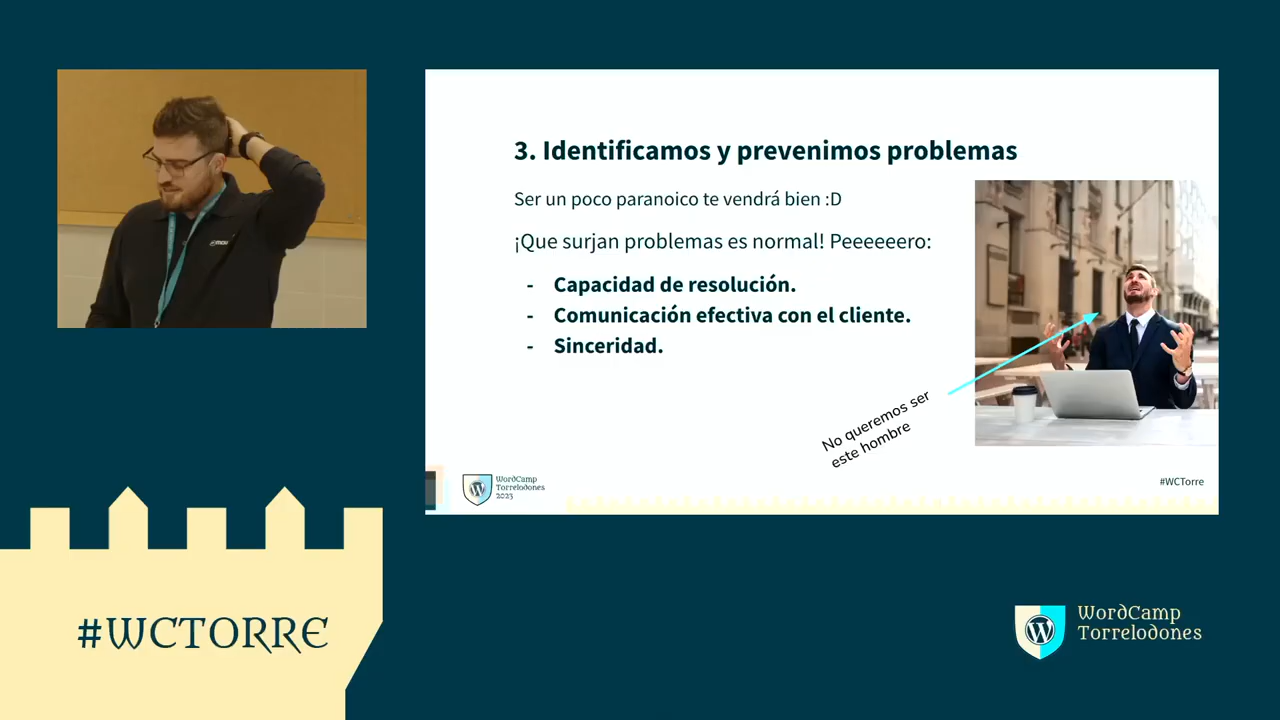 3. Identificamos y prevenimos problemas
Ser un poco paranoico te vendrá bien :D
¡Que surjan problemas es normal! Peeeeeero:
- Capacidad de resolución.
- Comunicación efectiva con el cliente.
- Sinceridad.
No queremos ser
este hombre
WordCamp
Torrelodones
2023
#WCTorre
#WCTORRE
WordCamp
Torrelodones